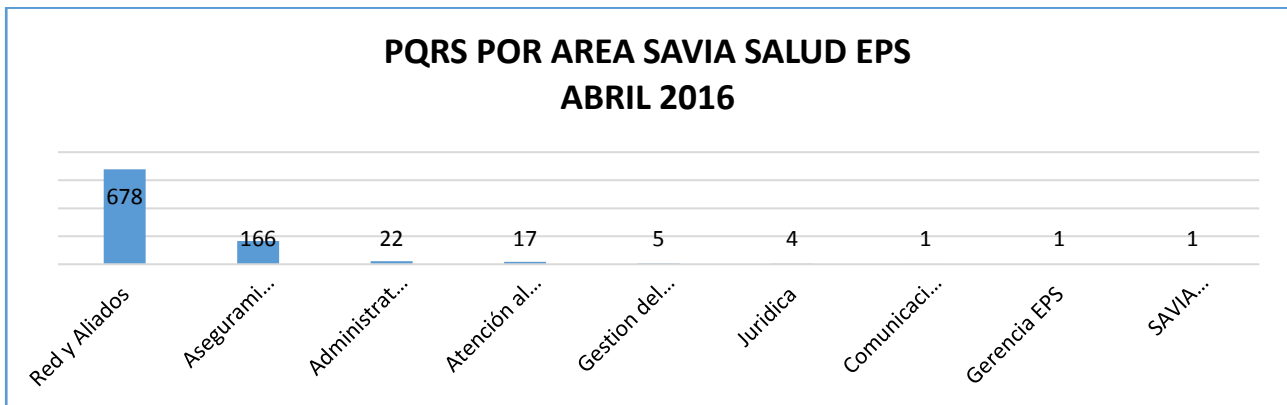 PQRS POR AREA SAVIA SALUD EPS
ABRIL 2016
678
166
22
17
5
4
1
1
1
Red y Aliados
Asegurami...
Administrat...
Atención al...
Gestion del...
Juridica
Comunicaci...
Gerencia EPS
SAVIA...